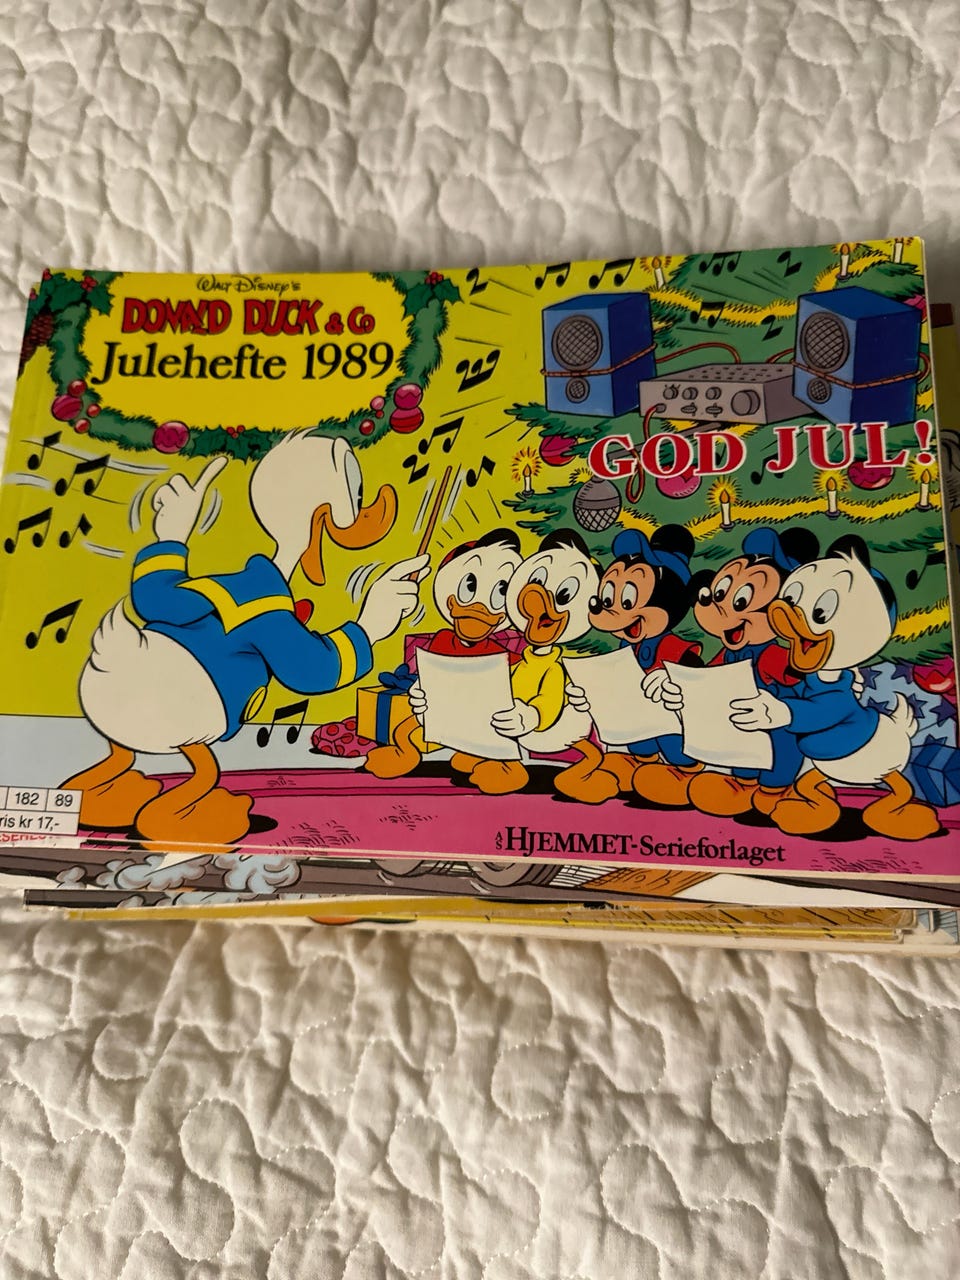 WALT DISNEY'S
DONALD DUCK & Co
Julehefte 1989
GOD JUL!
182 89
ris kr 17,-
A/S HJEMMET-Serieforlaget